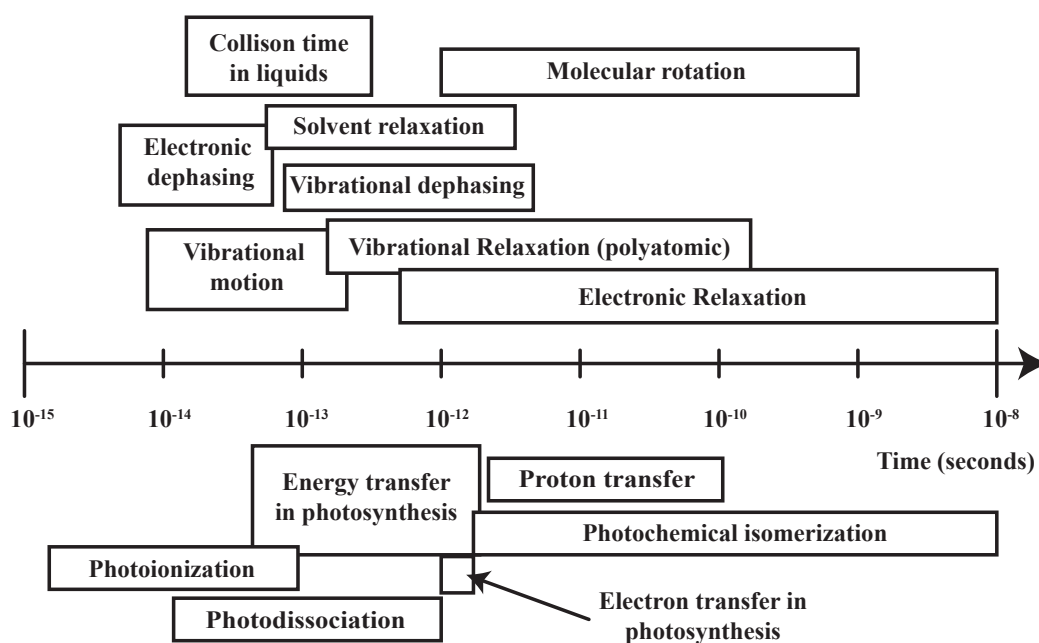 Collison time
in liquids
Molecular rotation
Solvent relaxation
Electronic
dephasing
Vibrational dephasing
Vibrational Relaxation (polyatomic)
Vibrational
motion
Electronic Relaxation
10⁻¹⁵ 10⁻¹⁴ 10⁻¹³ 10⁻¹² 10⁻¹¹ 10⁻¹⁰ 10⁻⁹ 10⁻⁸
Time (seconds)
Energy transfer
in photosynthesis
Proton transfer
Photochemical isomerization
Photoionization
Electron transfer in
photosynthesis
Photodissociation